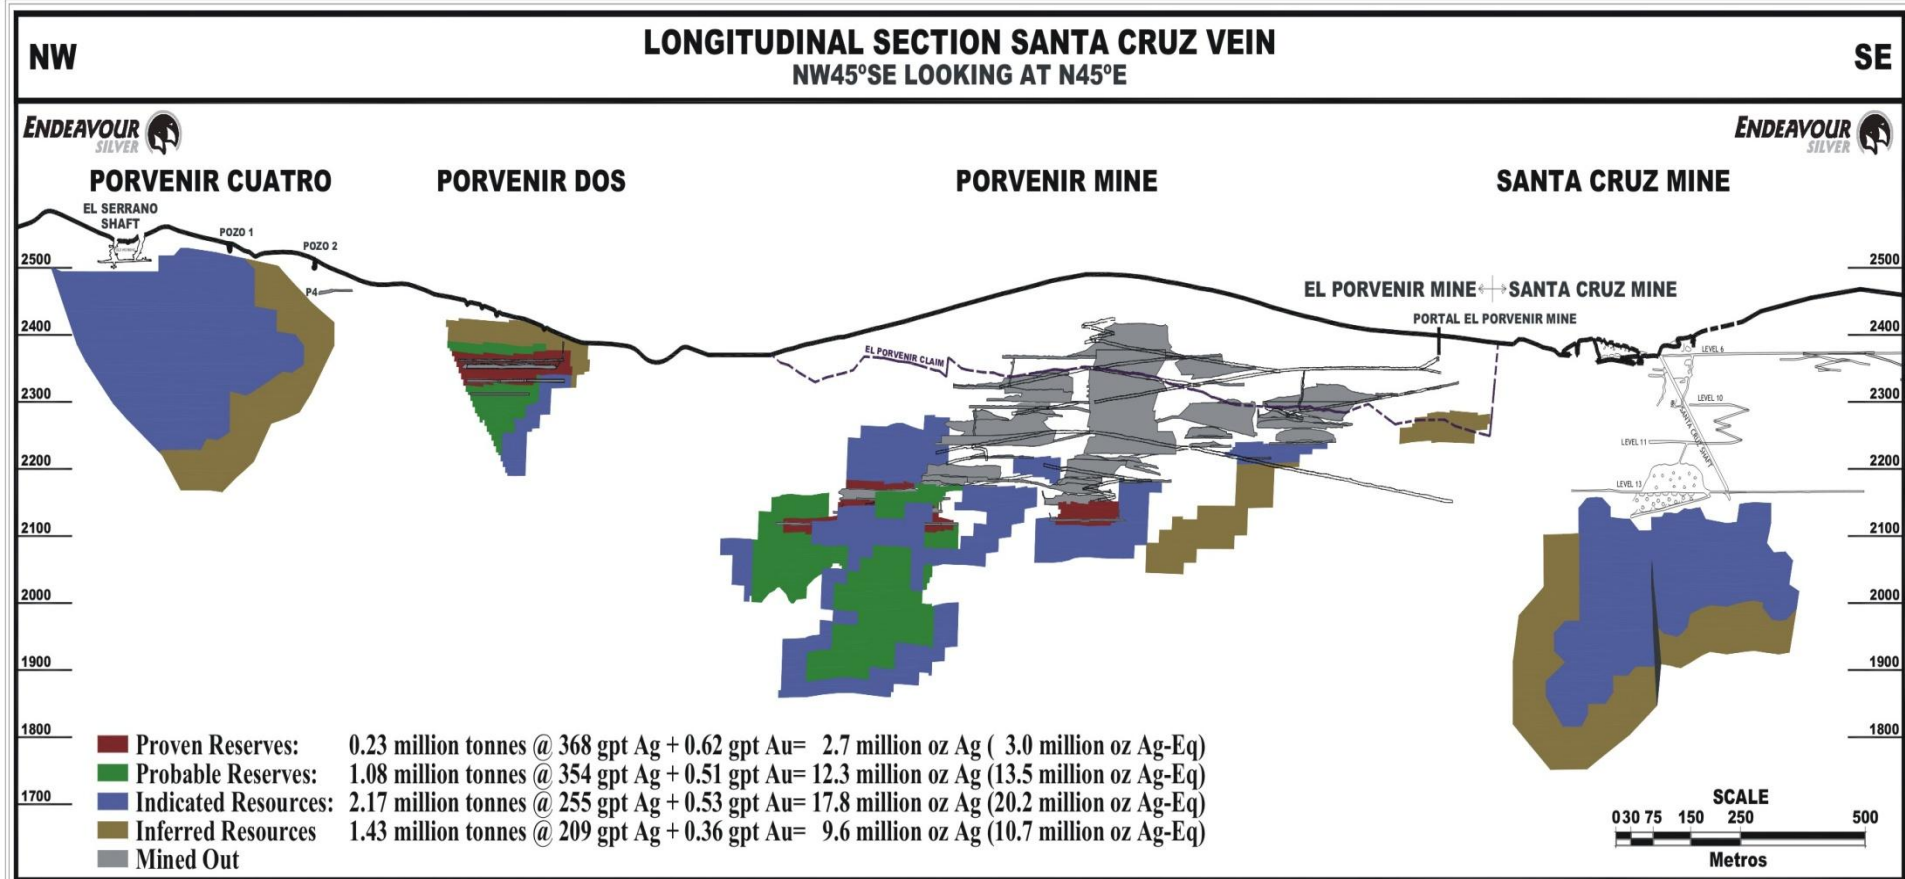 NW
LONGITUDINAL SECTION SANTA CRUZ VEIN
SE
NW45ºSE LOOKING AT N45ºE
ENDEAVOUR
SILVER
ENDEAVOUR
SILVER
PORVENIR CUATRO
PORVENIR DOS
PORVENIR MINE
SANTA CRUZ MINE
EL SERRANO
SHAFT
POZO 1
POZO 2
P4
2500
2400
2300
2200
2100
2000
1900
1800
1700
EL PORVENIR CLAIM
EL PORVENIR MINE
SANTA CRUZ MINE
PORTAL EL PORVENIR MINE
LEVEL 6
LEVEL 10
LEVEL 11
SANTA CRUZ SHAFT
LEVEL 13
2500
2400
2300
2200
2100
2000
1900
1800
Proven Reserves: 0.23 million tonnes @ 368 gpt Ag + 0.62 gpt Au= 2.7 million oz Ag ( 3.0 million oz Ag-Eq)
Probable Reserves: 1.08 million tonnes @ 354 gpt Ag + 0.51 gpt Au= 12.3 million oz Ag (13.5 million oz Ag-Eq)
Indicated Resources: 2.17 million tonnes @ 255 gpt Ag + 0.53 gpt Au= 17.8 million oz Ag (20.2 million oz Ag-Eq)
Inferred Resources 1.43 million tonnes @ 209 gpt Ag + 0.36 gpt Au= 9.6 million oz Ag (10.7 million oz Ag-Eq)
Mined Out
SCALE
0 30 75 150 250 500
Metros